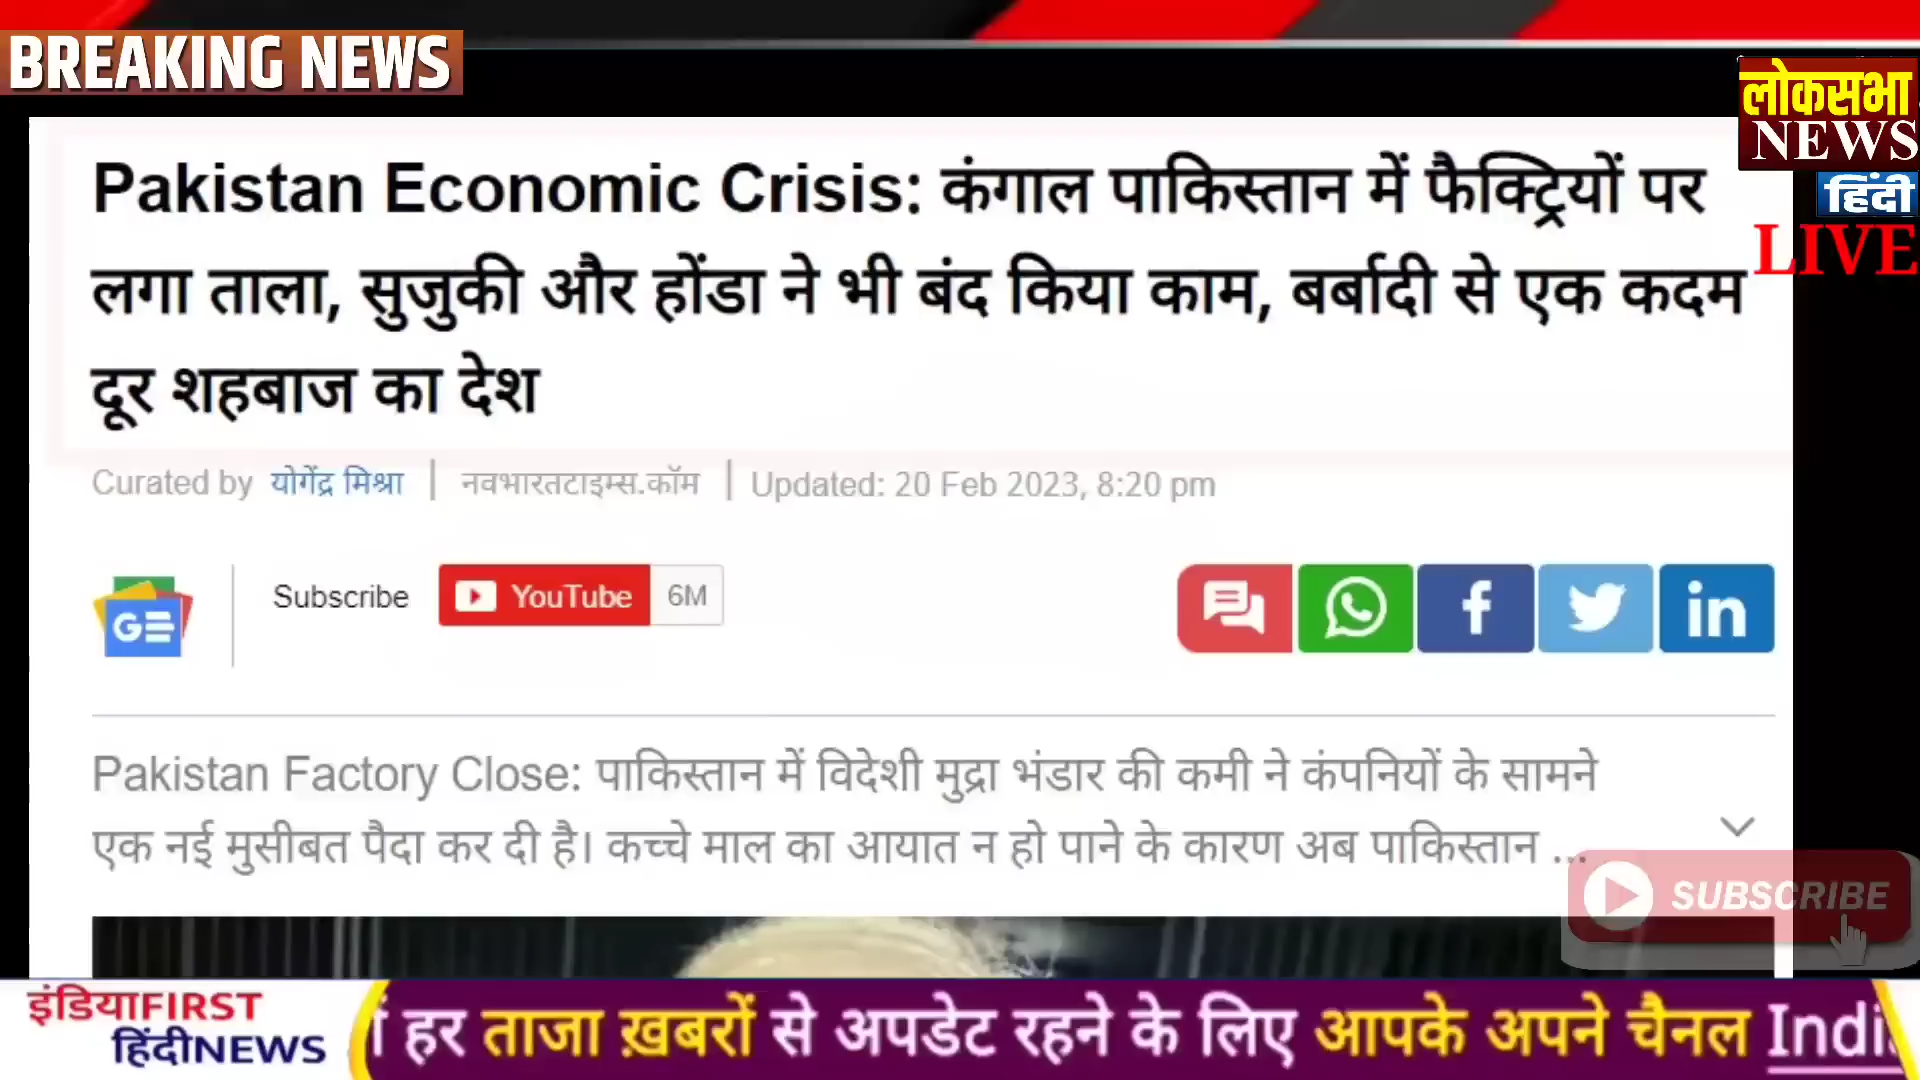 BREAKING NEWS
लोकसभा
NEWS
हिंदी
LIVE
Pakistan Economic Crisis: कंगाल पाकिस्तान में फैक्ट्रियों पर
लगा ताला, सुजुकी और होंडा ने भी बंद किया काम, बर्बादी से एक कदम
दूर शहबाज का देश
Curated by योगेंद्र मिश्रा | नवभारतटाइम्स.कॉम | Updated: 20 Feb 2023, 8:20 pm
Subscribe YouTube 6M
Pakistan Factory Close: पाकिस्तान में विदेशी मुद्रा भंडार की कमी ने कंपनियों के सामने
एक नई मुसीबत पैदा कर दी है। कच्चे माल का आयात न हो पाने के कारण अब पाकिस्तान ...
SUBSCRIBE
इंडियाFIRST
हिंदीNEWS
हर ताजा ख़बरों से अपडेट रहने के लिए आपके अपने चैनल